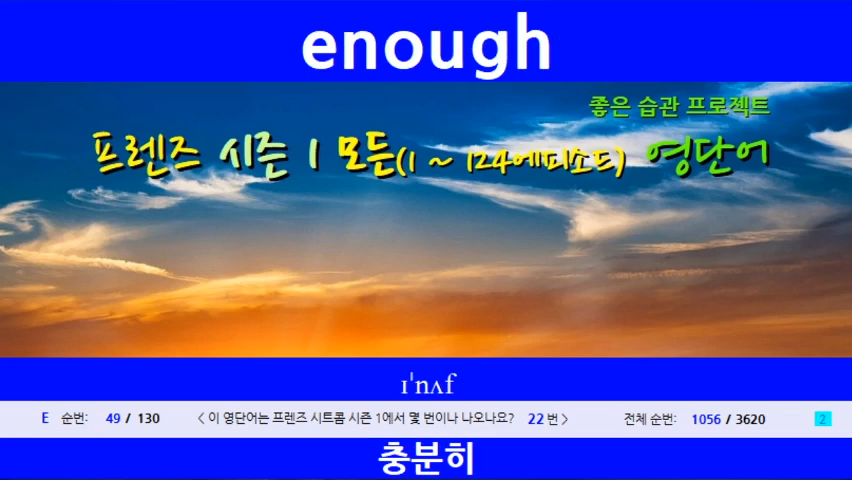 enough
좋은 습관 프로젝트
프렌즈 시즌 1 모든(1 ~ 124에피소드) 영단어
ɪˈnʌf
E 순번: 49 / 130 < 이 영단어는 프렌즈 시트콤 시즌 1에서 몇 번이나 나오나요? 22 번 > 전체 순번: 1056 / 3620 2
충분히